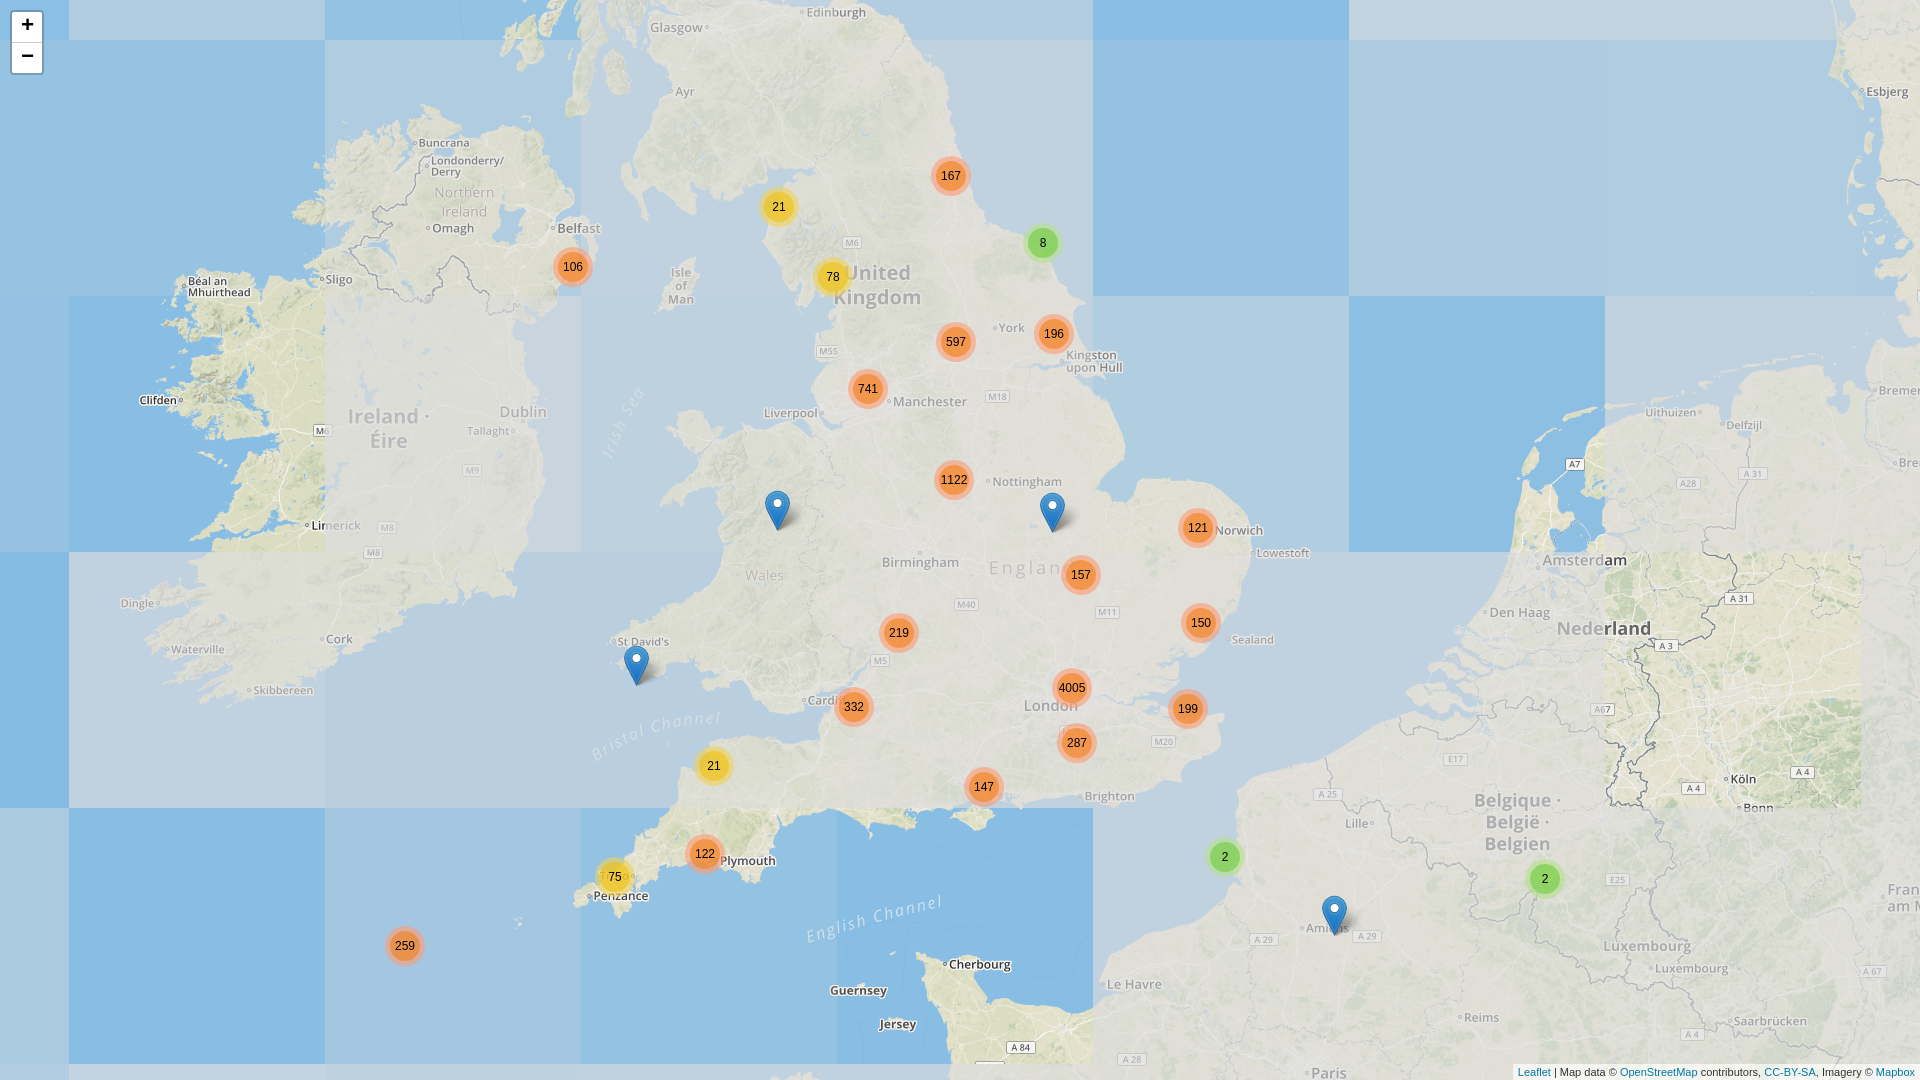 +
−
Edinburgh
Glasgow
Ayr
Esbjerg
Buncrana
Londonderry/
Derry
Northern
Ireland
Omagh
Belfast
Sligo
Béal an
Mhuirthead
106
21
167
8
M6
78
United
Kingdom
Isle
of
Man
York
196
597
M55
Kingston
upon Hull
741
Manchester
M18
Liverpool
Irish Sea
Clifden
M6
Ireland ·
Éire
Dublin
Tallaght
M9
Limerick
M8
M8
1122
Nottingham
121
Norwich
Lowestoft
Birmingham
Wales
157
M40
M11
150
Sealand
219
St David's
M5
Dingle
Waterville
Cork
Skibbereen
4005
London
Cardiff
332
199
287
M20
Bristol Channel
21
147
Brighton
122
Plymouth
75
Penzance
259
English Channel
Cherbourg
Guernsey
Jersey
A 84
Uithuizen
Delfzijl
A7
A 31
A28
Amsterdam
Den Haag
A 31
Nederland
A 3
A67
E17
Köln
A 4
A 4
Bonn
A 25
Lille
Belgique ·
België ·
Belgien
2
2
E25
Amiens
A 29
A 29
Luxembourg
Luxembourg
A 67
Le Havre
Reims
Saarbrücken
A 4
A 28
Paris
Leaflet | Map data © OpenStreetMap contributors, CC-BY-SA, Imagery © Mapbox